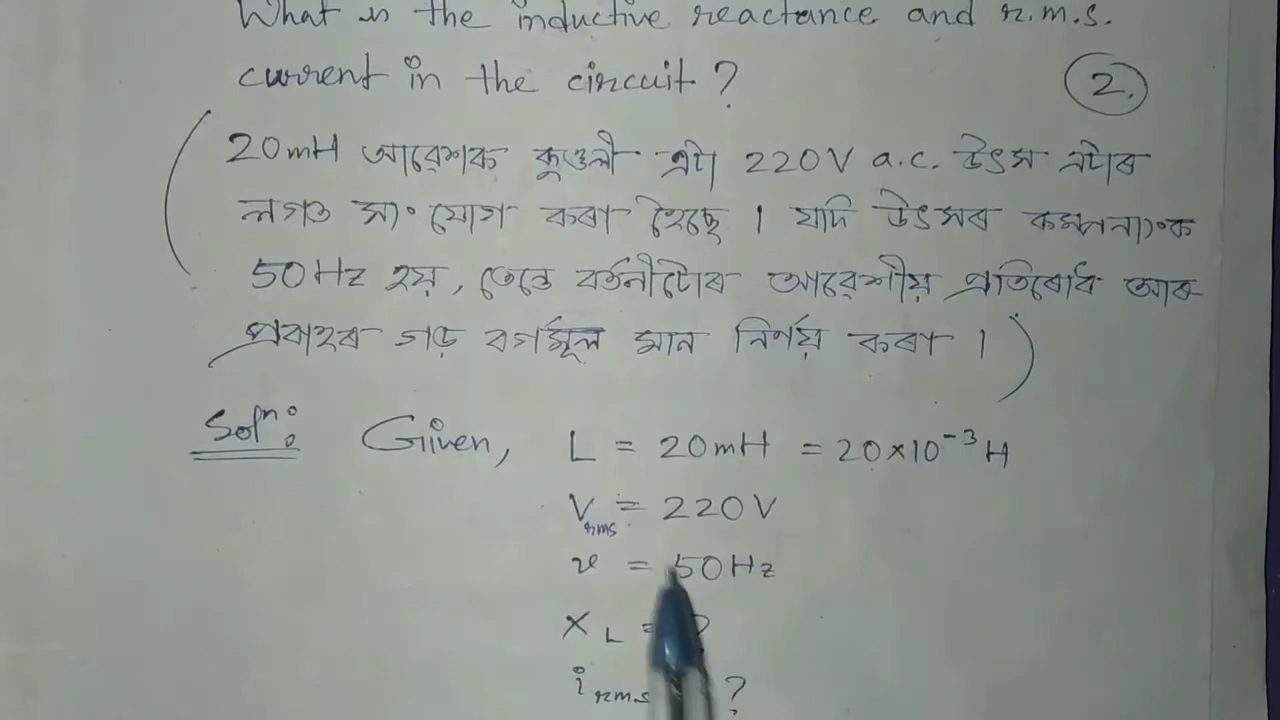 What is the inductive reactance and r.m.s.
current in the circuit?
2.
(20mH আৱেশক কুণ্ডলী এটা 220V a.c. উৎস এটাৰ
লগত সংযোগ কৰা হৈছে। যদি উৎসৰ কম্পনাংক
50Hz হয়, তেন্তে বৰ্তনীটোৰ আৱেশীয় প্ৰতিৰোধ আৰু
প্ৰবাহৰ গড় বৰ্গমূল মান নিৰ্ণয় কৰা।)
Solⁿ: Given, L = 20mH = 20×10⁻³H
Vrms = 220V
ν = 50Hz
XL = ?
irms ?